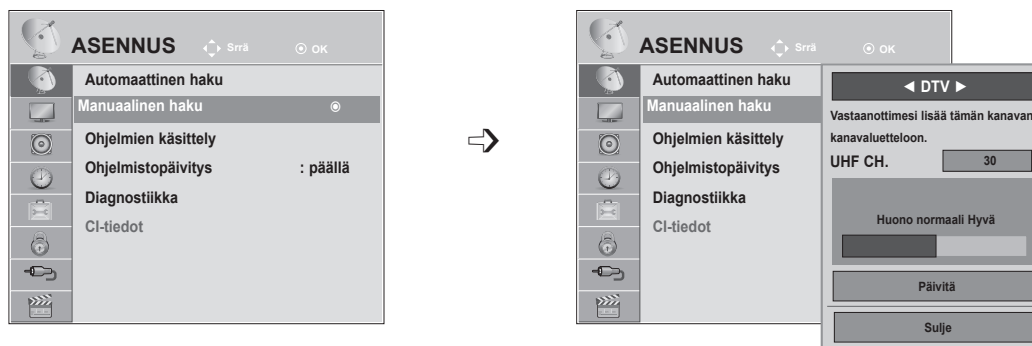 ASENNUS Srrä OK
Automaattinen haku
Manuaalinen haku
Ohjelmien käsittely
Ohjelmistopäivitys : päällä
Diagnostiikka
CI-tiedot
ASENNUS Srrä OK
Automaattinen haku
Manuaalinen haku
Ohjelmien käsittely
Ohjelmistopäivitys
Diagnostiikka
CI-tiedot
◄ DTV ►
Vastaanottimesi lisää tämän kanavan
kanavaluetteloon.
UHF CH. 30
Huono normaali Hyvä
Päivitä
Sulje